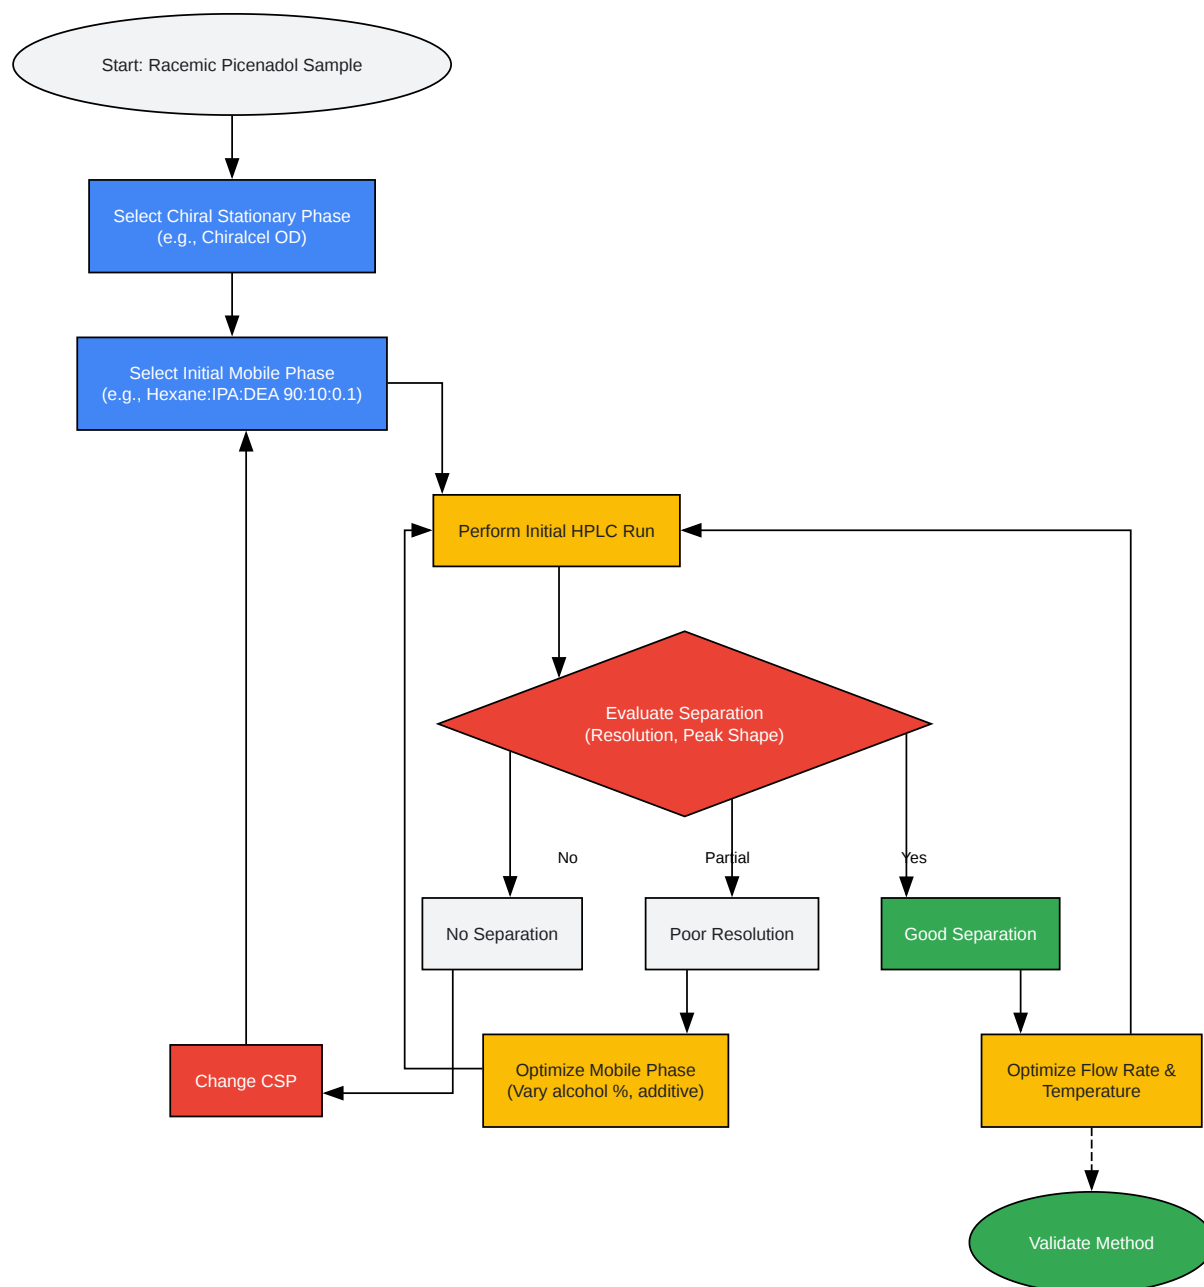 Start: Racemic Picenadol Sample
Select Chiral Stationary Phase
(e.g., Chiralcel OD)
Select Initial Mobile Phase
(e.g., Hexane:IPA:DEA 90:10:0.1)
Perform Initial HPLC Run
Evaluate Separation
(Resolution, Peak Shape)
No
Partial
Yes
No Separation
Poor Resolution
Good Separation
Change CSP
Optimize Mobile Phase
(Vary alcohol %, additive)
Optimize Flow Rate &
Temperature
Validate Method